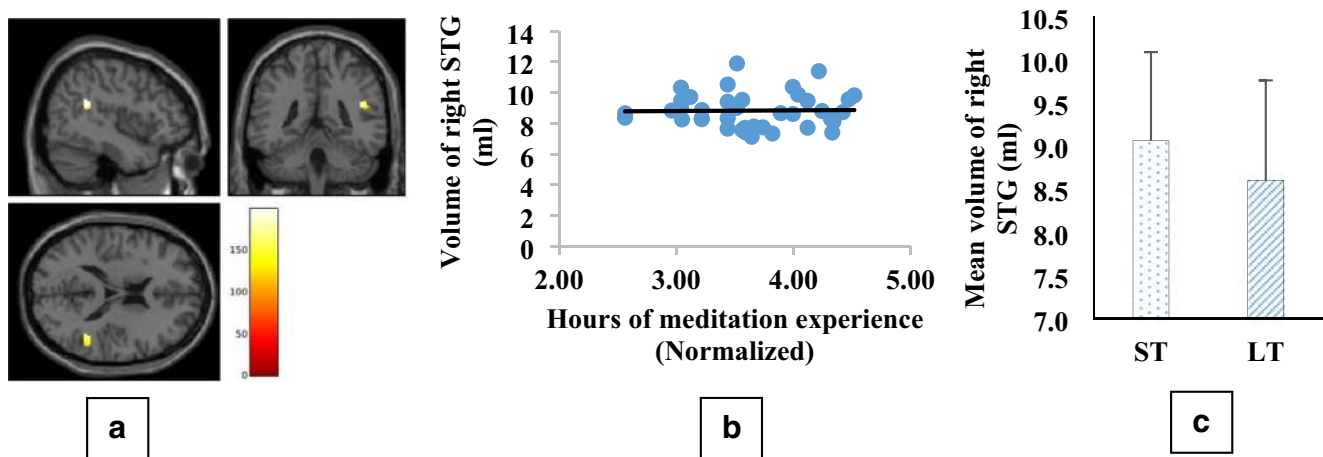 150
100
50
0
a
Volume of right STG
(ml)
14
12
10
8
6
4
2
0
2.00 3.00 4.00 5.00
Hours of meditation experience
(Normalized)
b
Mean volume of right
STG (ml)
10.5
10.0
9.5
9.0
8.5
8.0
7.5
7.0
ST LT
c